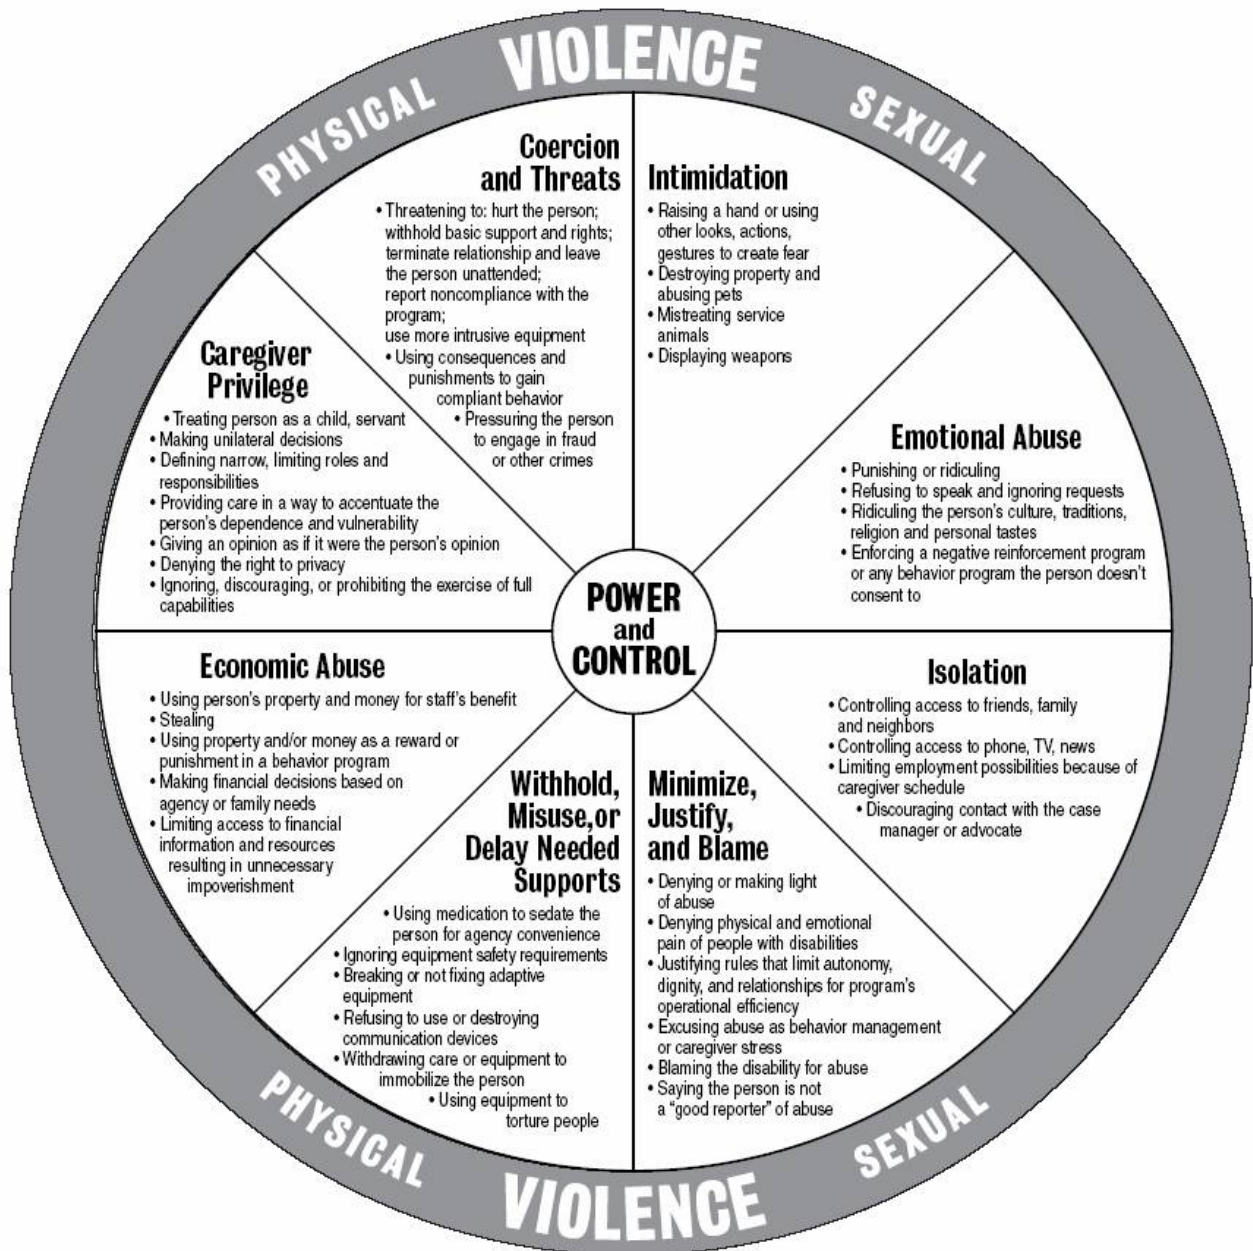 PHYSICAL VIOLENCE SEXUAL
Coercion
and Threats
• Threatening to: hurt the person;
withhold basic support and rights;
terminate relationship and leave
the person unattended;
report noncompliance with the
program;
use more intrusive equipment
• Using consequences and
punishments to gain
compliant behavior
• Pressuring the person
to engage in fraud
or other crimes
Intimidation
• Raising a hand or using
other looks, actions,
gestures to create fear
• Destroying property and
abusing pets
• Mistreating service
animals
• Displaying weapons
Emotional Abuse
• Punishing or ridiculing
• Refusing to speak and ignoring requests
• Ridiculing the person's culture, traditions,
religion and personal tastes
• Enforcing a negative reinforcement program
or any behavior program the person doesn't
consent to
Isolation
• Controlling access to friends, family
and neighbors
• Controlling access to phone, TV, news
• Limiting employment possibilities because of
caregiver schedule
• Discouraging contact with the case
manager or advocate
Minimize,
Justify,
and Blame
• Denying or making light
of abuse
• Denying physical and emotional
pain of people with disabilities
• Justifying rules that limit autonomy,
dignity, and relationships for program's
operational efficiency
• Excusing abuse as behavior management
or caregiver stress
• Blaming the disability for abuse
• Saying the person is not
a "good reporter" of abuse
Withhold,
Misuse,or
Delay Needed
Supports
• Using medication to sedate the
person for agency convenience
• Ignoring equipment safety requirements
• Breaking or not fixing adaptive
equipment
• Refusing to use or destroying
communication devices
• Withdrawing care or equipment to
immobilize the person
• Using equipment to
torture people
Economic Abuse
• Using person's property and money for staff's benefit
• Stealing
• Using property and/or money as a reward or
punishment in a behavior program
• Making financial decisions based on
agency or family needs
• Limiting access to financial
information and resources
resulting in unnecessary
impoverishment
Caregiver
Privilege
• Treating person as a child, servant
• Making unilateral decisions
• Defining narrow, limiting roles and
responsibilities
• Providing care in a way to accentuate the
person's dependence and vulnerability
• Giving an opinion as if it were the person's opinion
• Denying the right to privacy
• Ignoring, discouraging, or prohibiting the exercise of full
capabilities
POWER
and
CONTROL
PHYSICAL VIOLENCE SEXUAL